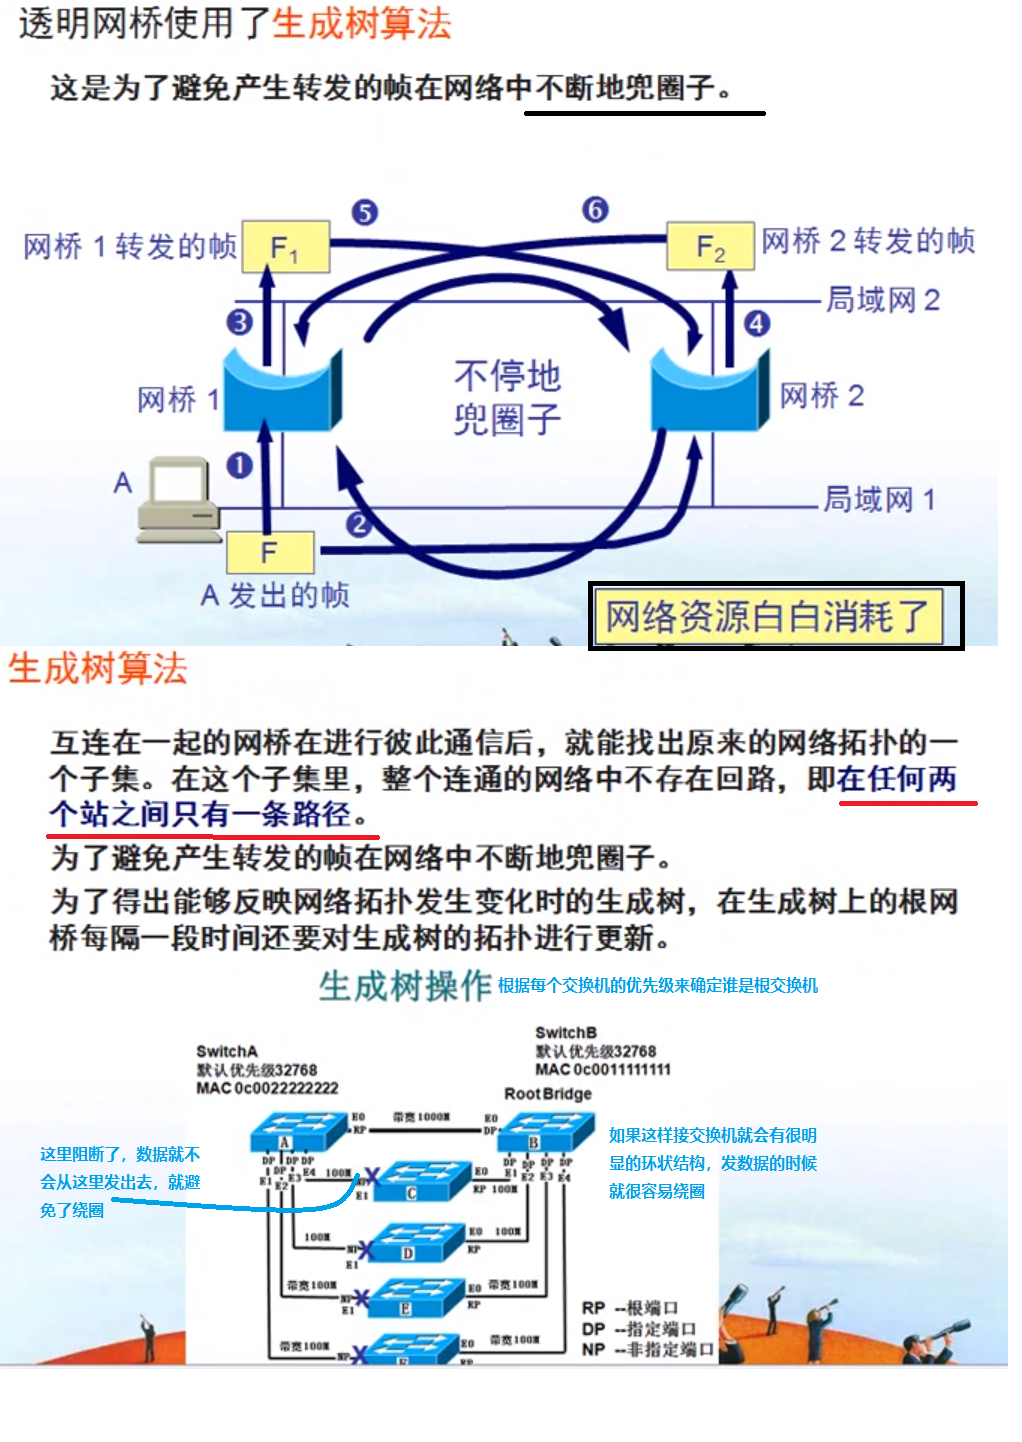 透明网桥使用了生成树算法
这是为了避免产生转发的帧在网络中不断地兜圈子。
❺
❻
网桥 1 转发的帧
F1
F2
网桥 2 转发的帧
局域网 2
❸
❹
不停地
兜圈子
网桥 1
网桥 2
❶
A
❷
局域网 1
F
A 发出的帧
网络资源白白消耗了
生成树算法
互连在一起的网桥在进行彼此通信后，就能找出原来的网络拓扑的一
个子集。在这个子集里，整个连通的网络中不存在回路，即在任何两
个站之间只有一条路径。
为了避免产生转发的帧在网络中不断地兜圈子。
为了得出能够反映网络拓扑发生变化时的生成树，在生成树上的根网
桥每隔一段时间还要对生成树的拓扑进行更新。
生成树操作
根据每个交换机的优先级来确定谁是根交换机
SwitchA
默认优先级32768
MAC 0c0022222222
SwitchB
默认优先级32768
MAC 0c0011111111
Root Bridge
E0
RP
带宽1000M
E0
DP
A
B
DP DP DP DP
E1 E2 E3 E4
DP DP DP DP
E1 E2 E3 E4
这里阻断了，数据就不
会从这里发出去，就避
免了绕圈
如果这样接交换机就会有很明
显的环状结构，发数据的时候
就很容易绕圈
100M
NP
E1
C
E0
RP 100M
100M
NP
E1
D
E0 100M
RP
带宽100M
NP
E1
E
E0 带宽100M
RP
带宽100M
NP
E0 带宽100M
RP --根端口
DP --指定端口
NP --非指定端口